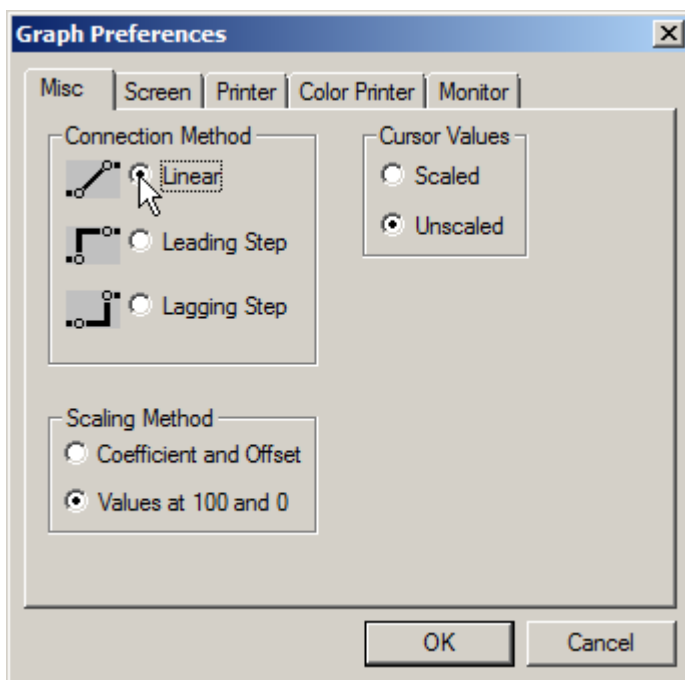 Graph Preferences
Misc Screen Printer Color Printer Monitor
Connection Method
Linear
Leading Step
Lagging Step
Cursor Values
Scaled
Unscaled
Scaling Method
Coefficient and Offset
Values at 100 and 0
OK Cancel